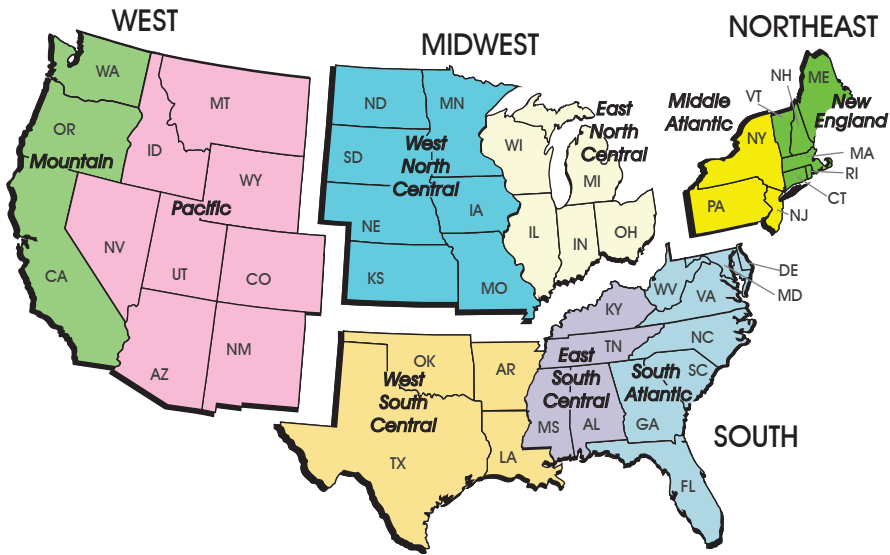 WEST
MIDWEST
NORTHEAST
WA
OR
Mountain
CA
MT
ID
WY
Pacific
NV
UT
CO
AZ
NM
ND
MN
SD
West
North
Central
NE
IA
KS
MO
East
North
Central
WI
MI
IL
IN
OH
Middle
Atlantic
NY
PA
NJ
NH
VT
ME
New
England
MA
RI
CT
OK
AR
West
South
Central
TX
LA
KY
TN
East
South
Central
MS
AL
DE
MD
WV
VA
NC
SC
South
Atlantic
GA
FL
SOUTH